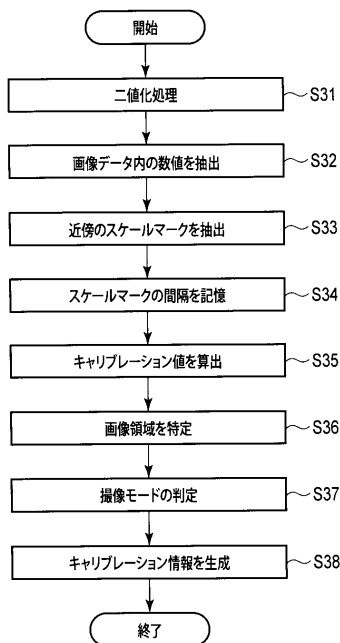 開始
二値化処理 S31
画像データ内の数値を抽出 S32
近傍のスケールマークを抽出 S33
スケールマークの間隔を記憶 S34
キャリブレーション値を算出 S35
画像領域を特定 S36
撮像モードの判定 S37
キャリブレーション情報を生成 S38
終了